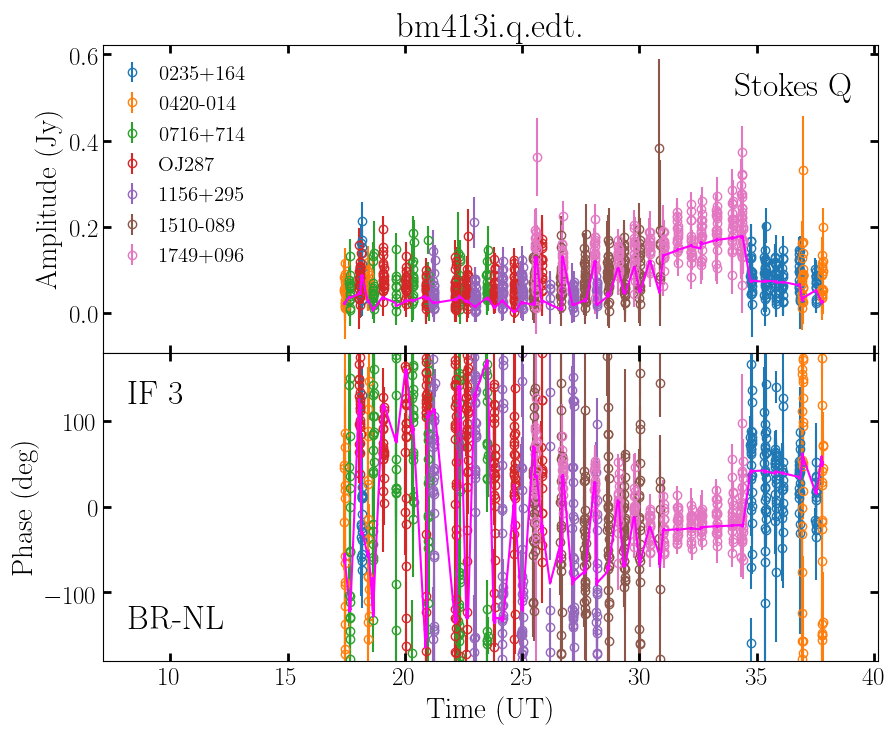 bm413i.q.edt.
Stokes Q
0235+164
0420-014
0716+714
OJ287
1156+295
1510-089
1749+096
Amplitude (Jy)
0.6
0.4
0.2
0.0
IF 3
BR-NL
Phase (deg)
100
0
−100
10 15 20 25 30 35 40
Time (UT)